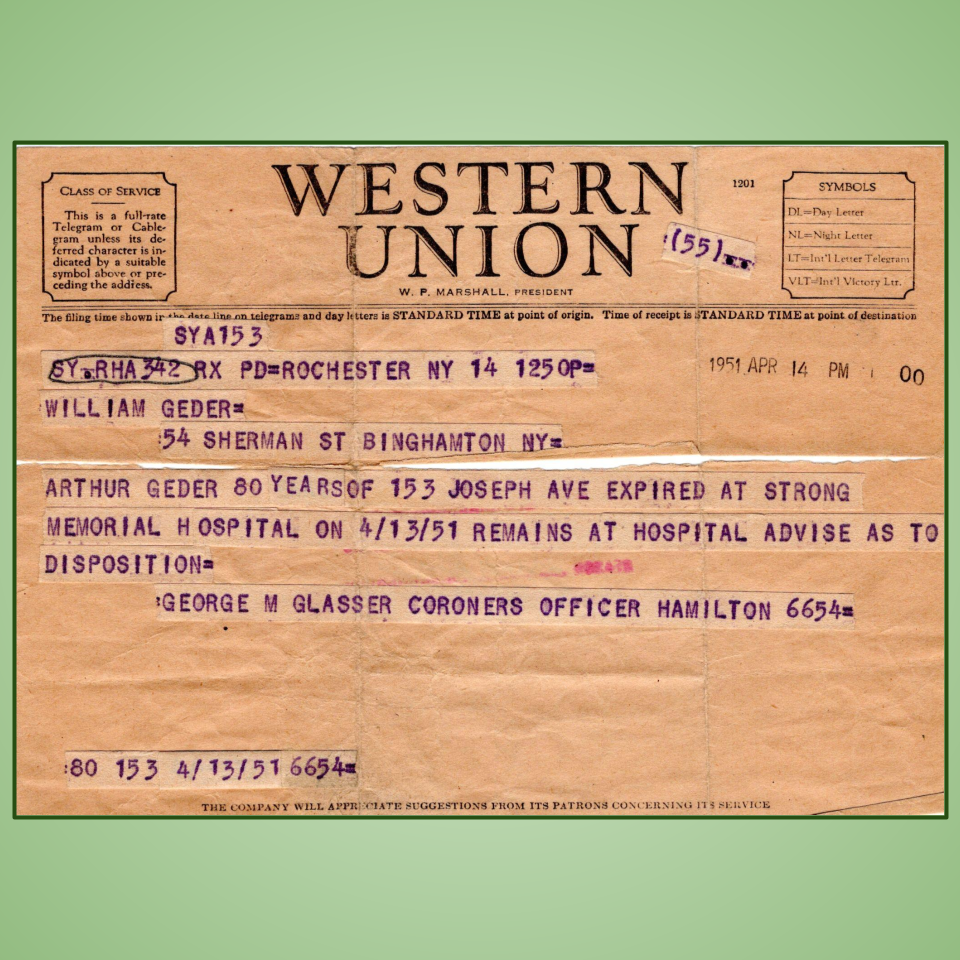 WESTERN
UNION
1201
(55)
W. P. MARSHALL, PRESIDENT
CLASS OF SERVICE
This is a full-rate
Telegram or Cable-
gram unless its de-
ferred character is in-
dicated by a suitable
symbol above or pre-
ceding the address.
SYMBOLS
DL=Day Letter
NL=Night Letter
LT=Int'l Letter Telegram
VLT=Int'l Victory Ltr.
The filing time shown in the date line on telegrams and day letters is STANDARD TIME at point of origin. Time of receipt is STANDARD TIME at point of destination
SYA153
SY.RHA342 RX PD=ROCHESTER NY 14 1250P=
1951 APR 14 PM 1 00
WILLIAM GEDER=
:54 SHERMAN ST BINGHAMTON NY=
ARTHUR GEDER 80 YEARS OF 153 JOSEPH AVE EXPIRED AT STRONG
MEMORIAL HOSPITAL ON 4/13/51 REMAINS AT HOSPITAL ADVISE AS TO
DISPOSITION=
:GEORGE M GLASSER CORONERS OFFICER HAMILTON 6654=
:80 153 4/13/51 6654=
THE COMPANY WILL APPRECIATE SUGGESTIONS FROM ITS PATRONS CONCERNING ITS SERVICE